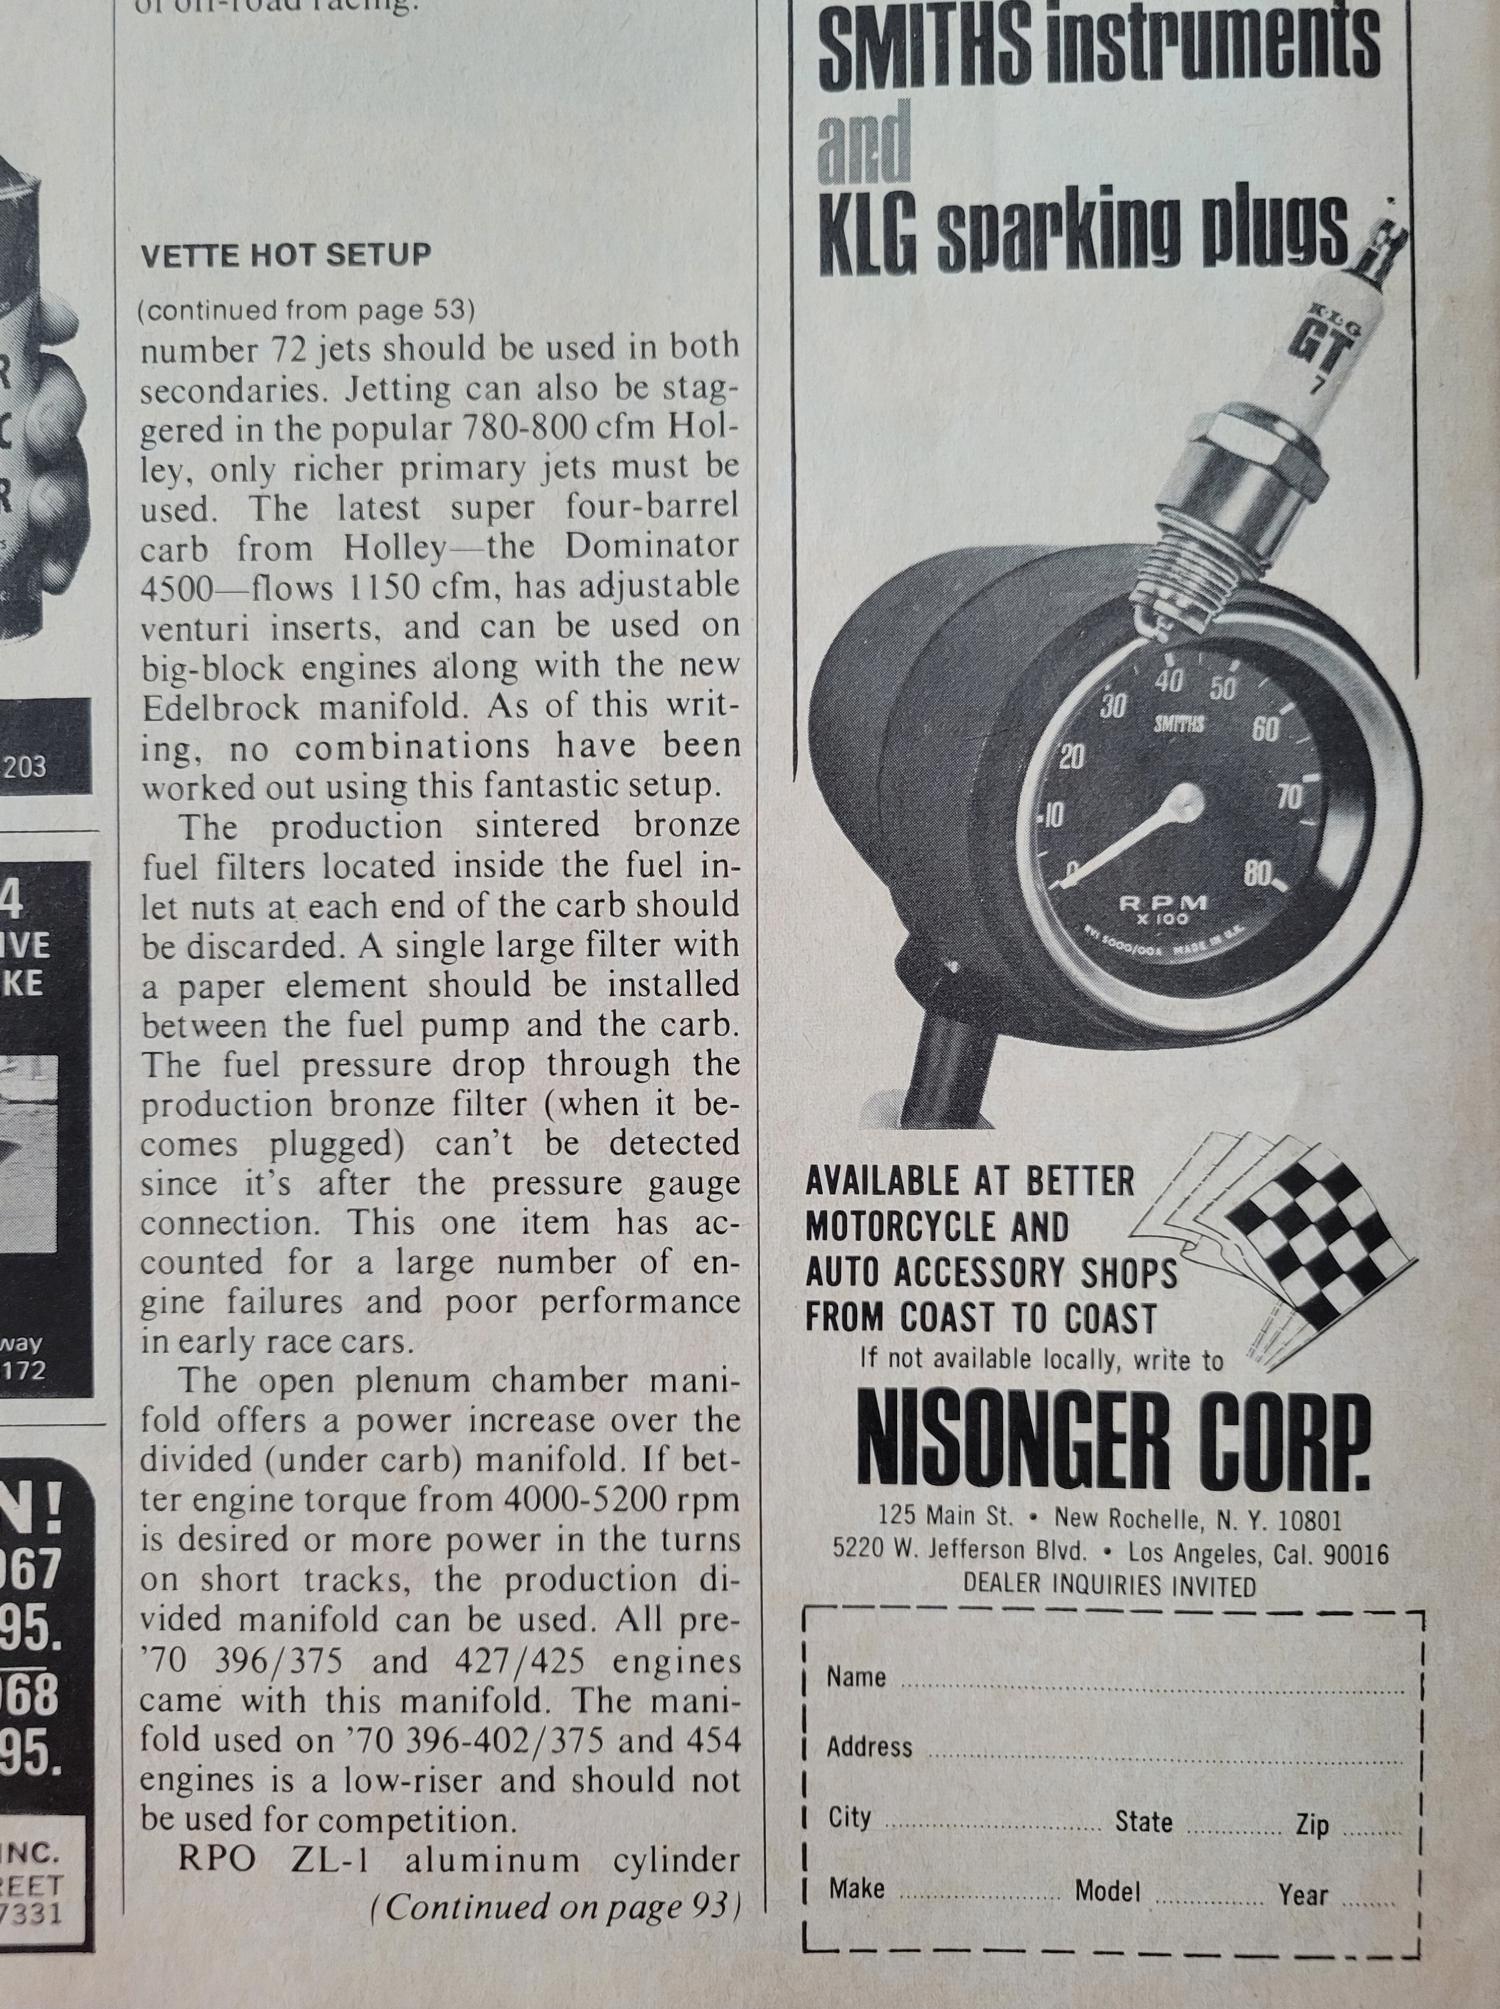 of off-road racing.
203
4
IVE
KE
way
172
N!
067
95.
68
95.
INC.
REET
7331
VETTE HOT SETUP
(continued from page 53)
number 72 jets should be used in both
secondaries. Jetting can also be stag-
gered in the popular 780-800 cfm Hol-
ley, only richer primary jets must be
used. The latest super four-barrel
carb from Holley—the Dominator
4500—flows 1150 cfm, has adjustable
venturi inserts, and can be used on
big-block engines along with the new
Edelbrock manifold. As of this writ-
ing, no combinations have been
worked out using this fantastic setup.
The production sintered bronze
fuel filters located inside the fuel in-
let nuts at each end of the carb should
be discarded. A single large filter with
a paper element should be installed
between the fuel pump and the carb.
The fuel pressure drop through the
production bronze filter (when it be-
comes plugged) can't be detected
since it's after the pressure gauge
connection. This one item has ac-
counted for a large number of en-
gine failures and poor performance
in early race cars.
The open plenum chamber mani-
fold offers a power increase over the
divided (under carb) manifold. If bet-
ter engine torque from 4000-5200 rpm
is desired or more power in the turns
on short tracks, the production di-
vided manifold can be used. All pre-
'70 396/375 and 427/425 engines
came with this manifold. The mani-
fold used on '70 396-402/375 and 454
engines is a low-riser and should not
be used for competition.
RPO ZL-1 aluminum cylinder
(Continued on page 93)
SMITHS instruments
and
KLG sparking plugs
KLG
GT
7
0 10 20 30 40 50 60 70 80
SMITHS
RPM
X 100
MADE IN U.K.
AVAILABLE AT BETTER
MOTORCYCLE AND
AUTO ACCESSORY SHOPS
FROM COAST TO COAST
If not available locally, write to
NISONGER CORP.
125 Main St. • New Rochelle, N. Y. 10801
5220 W. Jefferson Blvd. • Los Angeles, Cal. 90016
DEALER INQUIRIES INVITED
Name
Address
City State Zip
Make Model Year